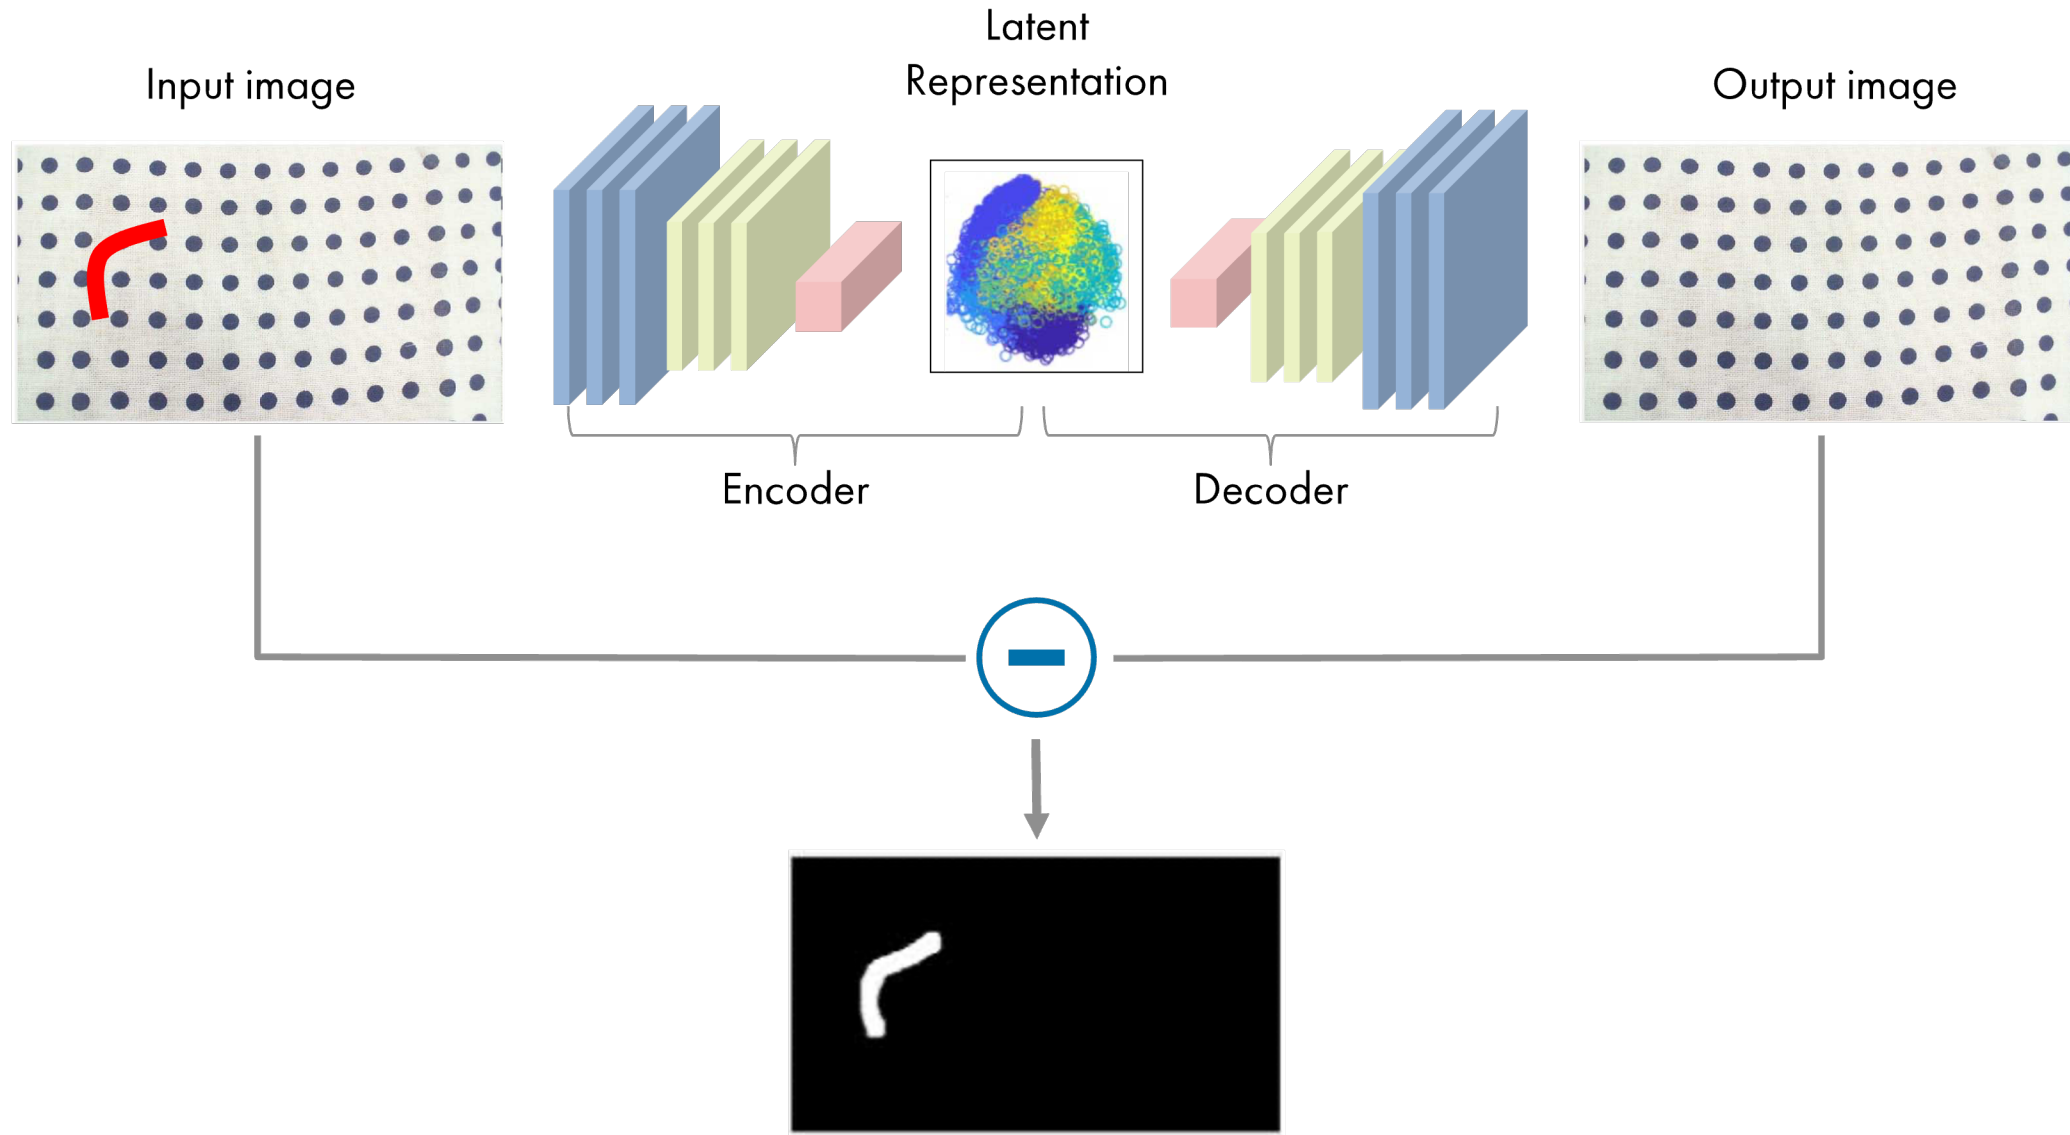 Latent
Representation
Input image
Output image
Encoder
Decoder